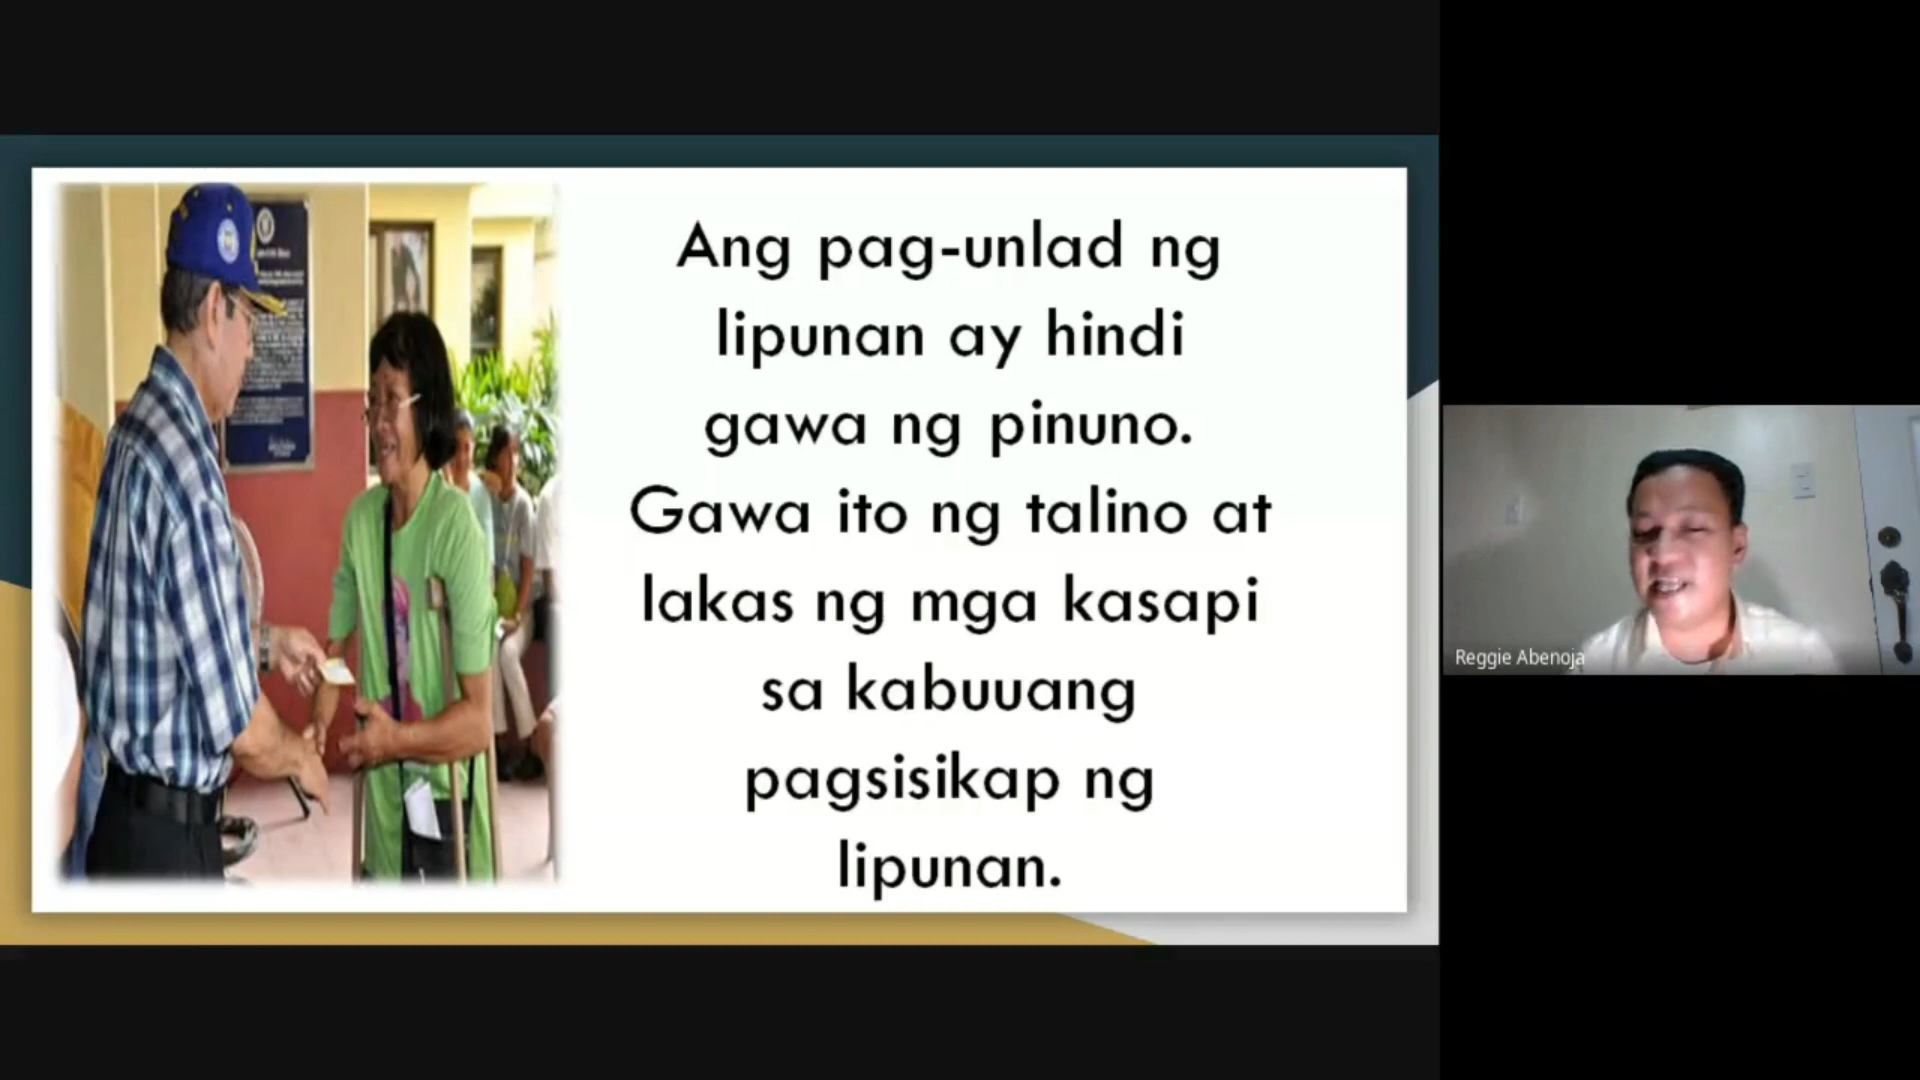 Ang pag-unlad ng
lipunan ay hindi
gawa ng pinuno.
Gawa ito ng talino at
lakas ng mga kasapi
sa kabuuang
pagsisikap ng
lipunan.
Reggie Abenoja